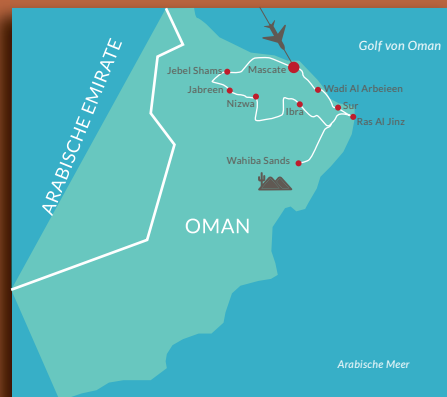 Golf von Oman
ARABISCHE EMIRATE
Jebel Shams
Mascate
Jabreen
Wadi Al Arbeieen
Nizwa
Ibra
Sur
Ras Al Jinz
Wahiba Sands
OMAN
Arabische Meer